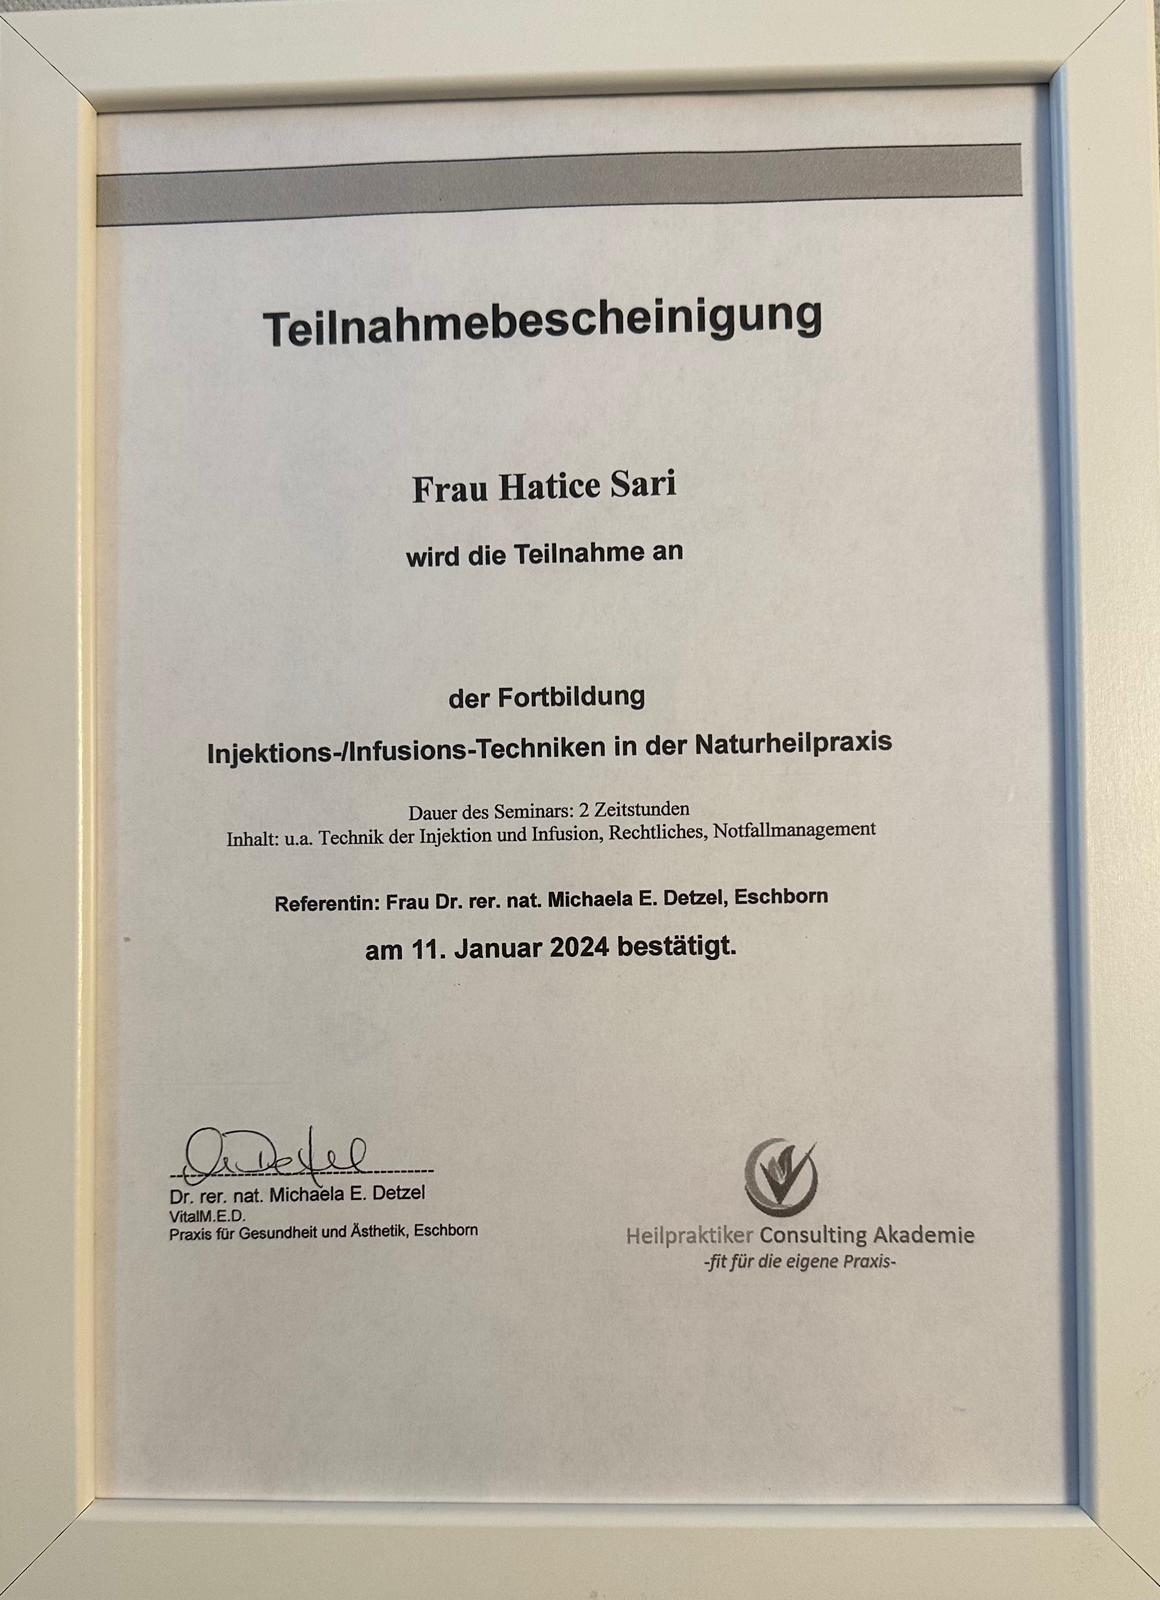 Teilnahmebescheinigung
Frau Hatice Sari
wird die Teilnahme an
der Fortbildung
Injektions-/Infusions-Techniken in der Naturheilpraxis
Dauer des Seminars: 2 Zeitstunden
Inhalt: u.a. Technik der Injektion und Infusion, Rechtliches, Notfallmanagement
Referentin: Frau Dr. rer. nat. Michaela E. Detzel, Eschborn
am 11. Januar 2024 bestätigt.
Dr. rer. nat. Michaela E. Detzel
VitalM.E.D.
Praxis für Gesundheit und Ästhetik, Eschborn
Heilpraktiker Consulting Akademie
-fit für die eigene Praxis-